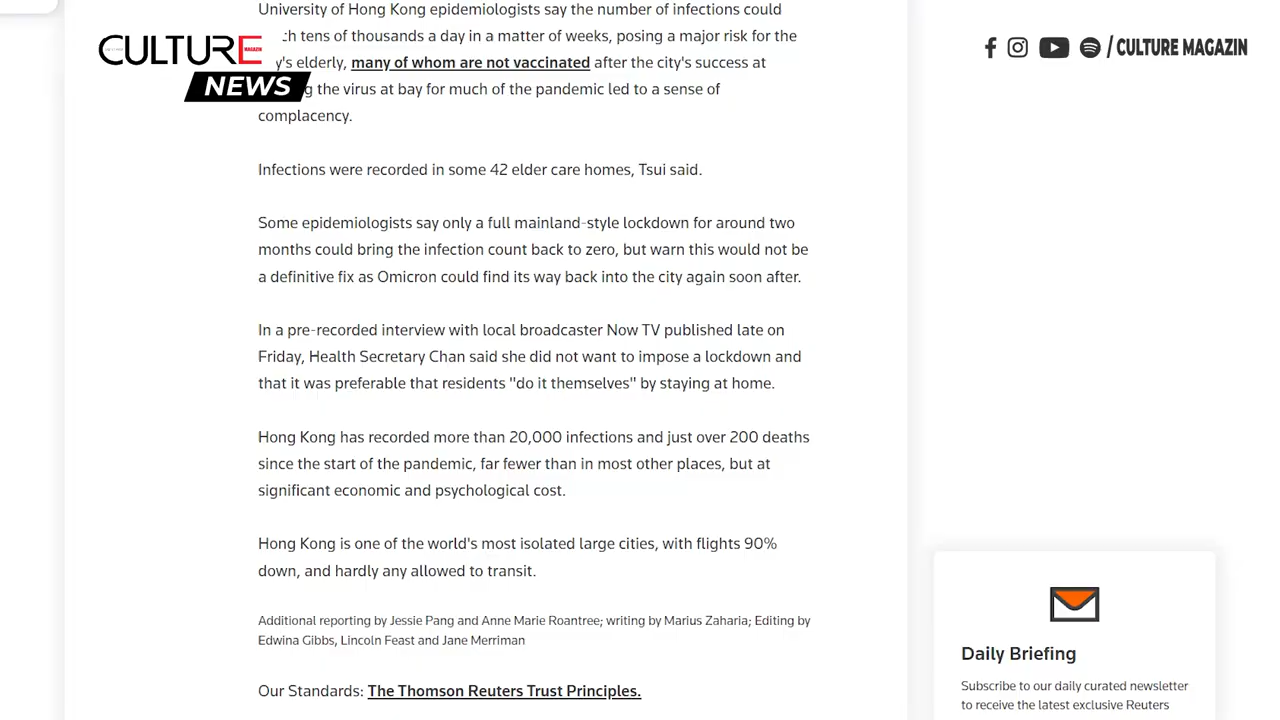 University of Hong Kong epidemiologists say the number of infections could
tens of thousands a day in a matter of weeks, posing a major risk for the
elderly, many of whom are not vaccinated after the city's success at
the virus at bay for much of the pandemic led to a sense of
complacency.
Infections were recorded in some 42 elder care homes, Tsui said.
Some epidemiologists say only a full mainland-style lockdown for around two
months could bring the infection count back to zero, but warn this would not be
a definitive fix as Omicron could find its way back into the city again soon after.
In a pre-recorded interview with local broadcaster Now TV published late on
Friday, Health Secretary Chan said she did not want to impose a lockdown and
that it was preferable that residents "do it themselves" by staying at home.
Hong Kong has recorded more than 20,000 infections and just over 200 deaths
since the start of the pandemic, far fewer than in most other places, but at
significant economic and psychological cost.
Hong Kong is one of the world's most isolated large cities, with flights 90%
down, and hardly any allowed to transit.
Additional reporting by Jessie Pang and Anne Marie Roantree; writing by Marius Zaharia; Editing by
Edwina Gibbs, Lincoln Feast and Jane Merriman
Our Standards: The Thomson Reuters Trust Principles.
CULTURE MAGAZIN
NEWS
/ CULTURE MAGAZIN
Daily Briefing
Subscribe to our daily curated newsletter
to receive the latest exclusive Reuters